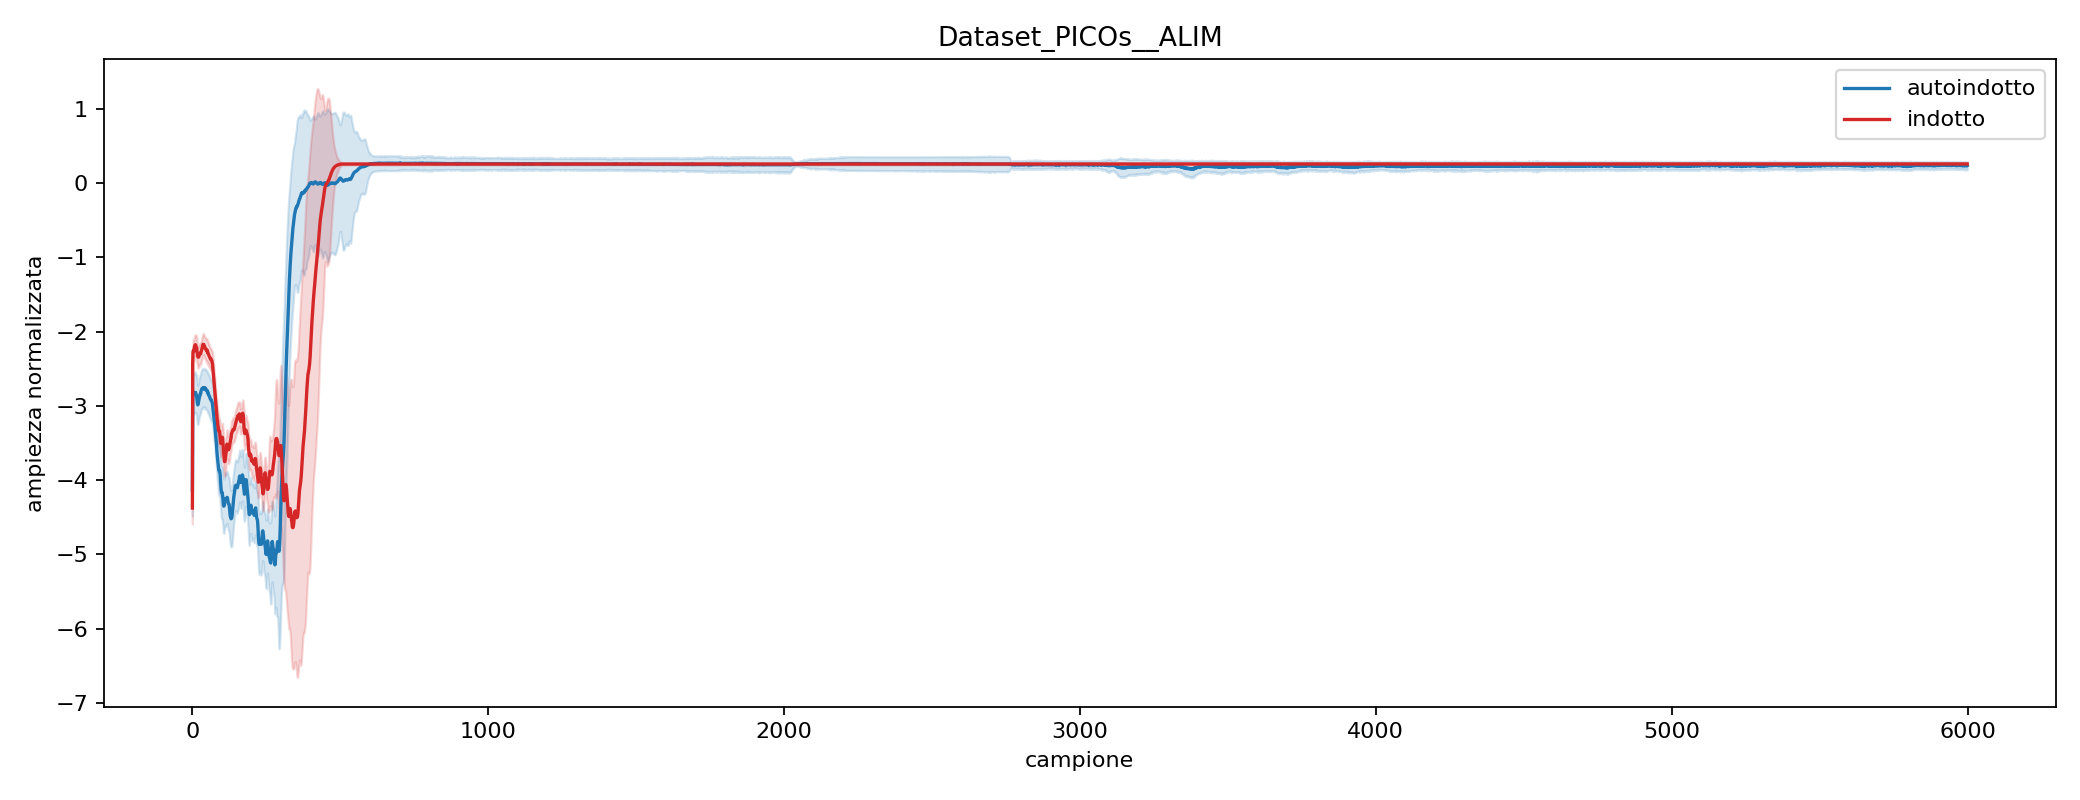 Dataset_PICOs__ALIM
autoindotto
indotto
ampiezza normalizzata
1
0
−1
−2
−3
−4
−5
−6
−7
0 1000 2000 3000 4000 5000 6000
campione